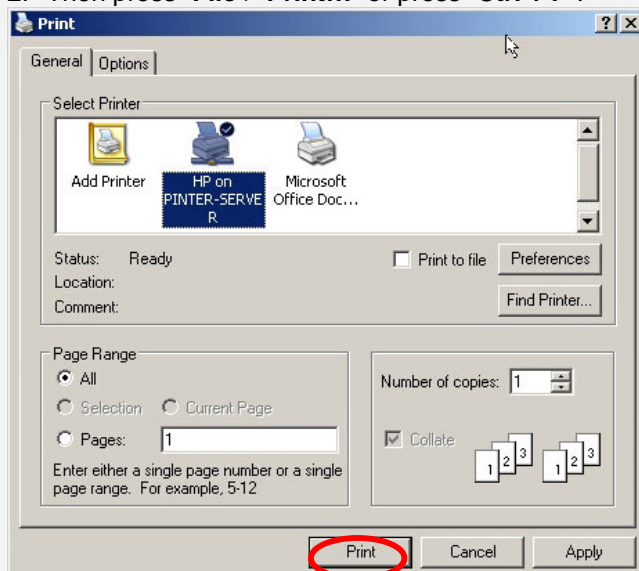 Print
General Options
Select Printer
Add Printer
HP on
PINTER-SERVE
R
Microsoft
Office Doc...
Status: Ready
Print to file
Preferences
Location:
Comment:
Find Printer...
Page Range
All
Selection Current Page
Pages: 1
Enter either a single page number or a single
page range. For example, 5-12
Number of copies: 1
Collate
1 2 3 1 2 3
Print Cancel Apply